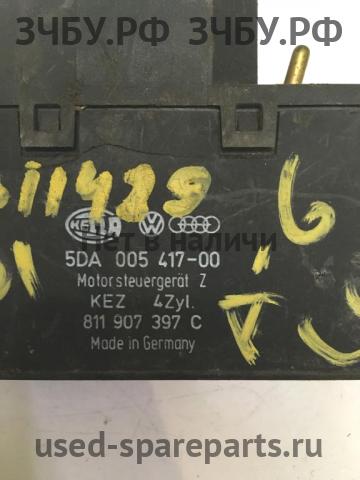 ЗЧБУ.РФ ЗЧБУ.РФ
11429
6
HELLA
Нет в наличии
5DA 005 417-00
Motorsteuergerät Z
KEZ 4Zyl.
811 907 397 C
Made in Germany
used-spareparts.ru